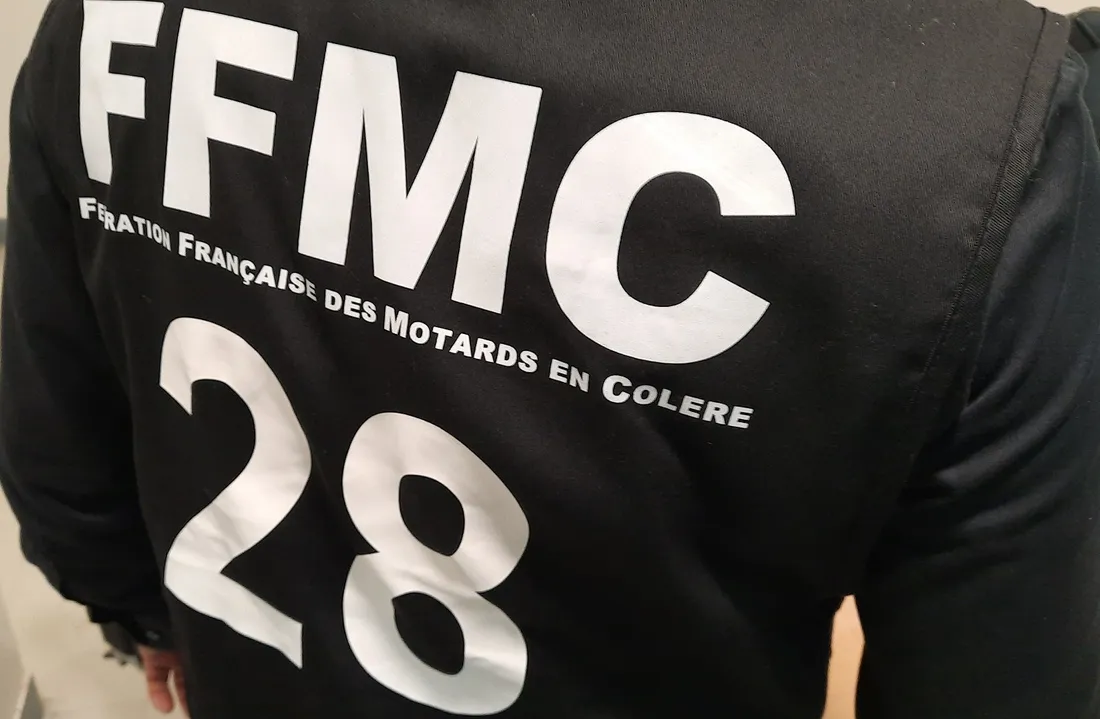 FFMC
FERATION FRANÇAISE DES MOTARDS EN COLERE
28